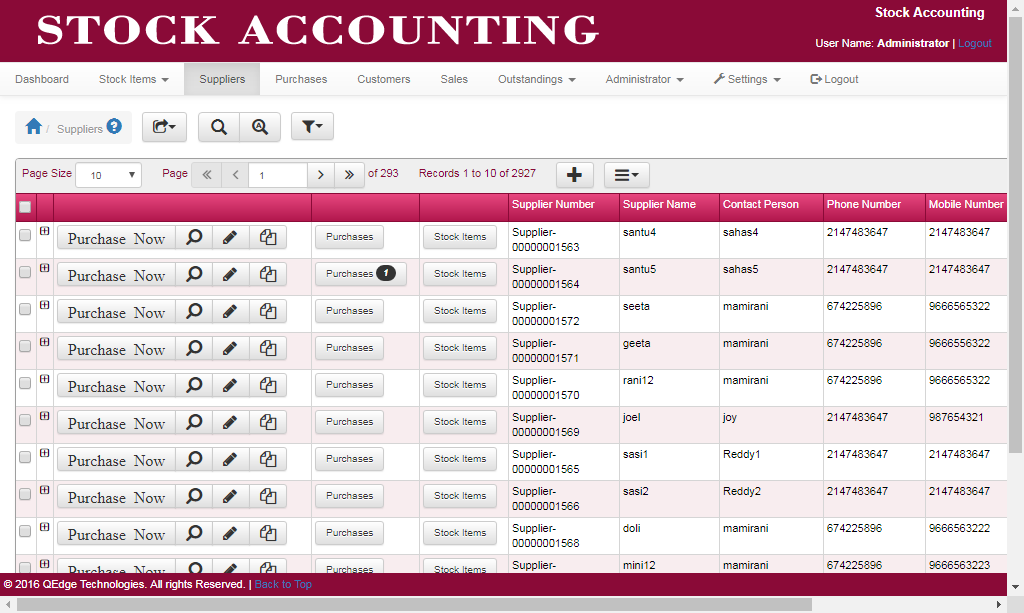 STOCK ACCOUNTING
Stock Accounting
User Name: Administrator | Logout
Dashboard Stock Items Suppliers Purchases Customers Sales Outstandings Administrator Settings Logout
/ Suppliers ?
Page Size 10 Page « < 1 > » of 293 Records 1 to 10 of 2927
Supplier Number Supplier Name Contact Person Phone Number Mobile Number
Purchase Now Purchases Stock Items Supplier-00000001563 santu4 sahas4 2147483647 2147483647
Purchase Now Purchases 1 Stock Items Supplier-00000001564 santu5 sahas5 2147483647 2147483647
Purchase Now Purchases Stock Items Supplier-00000001572 seeta mamirani 674225896 9666565322
Purchase Now Purchases Stock Items Supplier-00000001571 geeta mamirani 674225896 9666556322
Purchase Now Purchases Stock Items Supplier-00000001570 rani12 mamirani 674225896 9666565322
Purchase Now Purchases Stock Items Supplier-00000001569 joel joy 2147483647 987654321
Purchase Now Purchases Stock Items Supplier-00000001565 sasi1 Reddy1 2147483647 2147483647
Purchase Now Purchases Stock Items Supplier-00000001566 sasi2 Reddy2 2147483647 2147483647
Purchase Now Purchases Stock Items Supplier-00000001568 doli mamirani 674225896 9666563222
Purchase Now Purchases Stock Items Supplier- mini12 mamirani 674225896 9666563223
© 2016 QEdge Technologies. All rights Reserved. | Back to Top